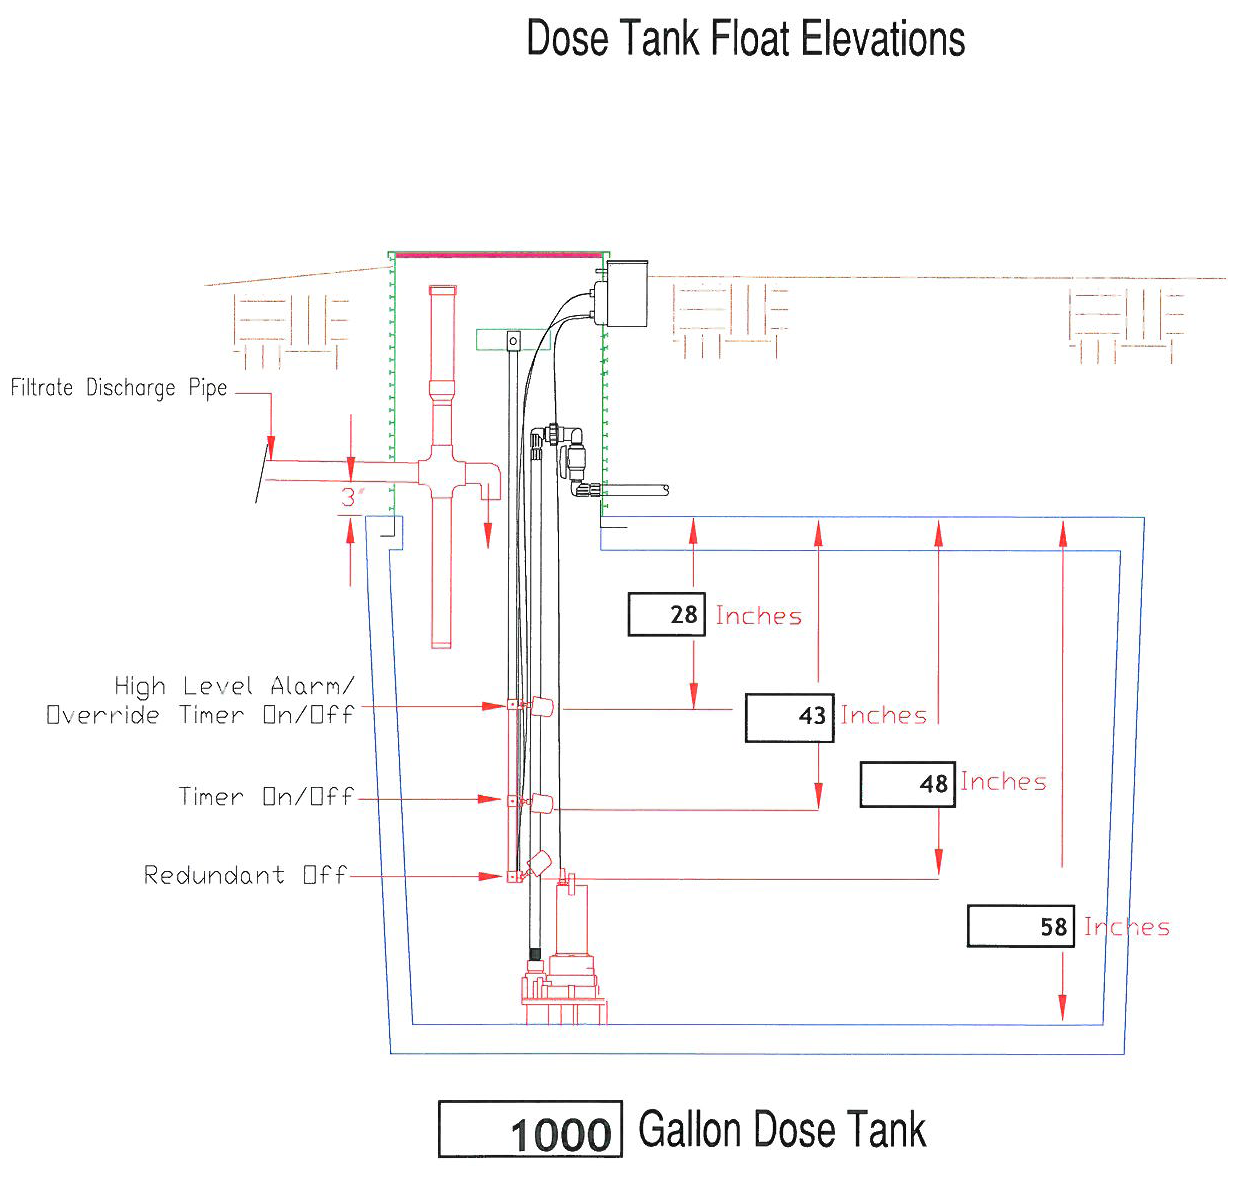 Dose Tank Float Elevations
Filtrate Discharge Pipe
3"
28 Inches
High Level Alarm/
Override Timer On/Off
43 Inches
Timer On/Off
48 Inches
Redundant Off
58 Inches
1000 Gallon Dose Tank